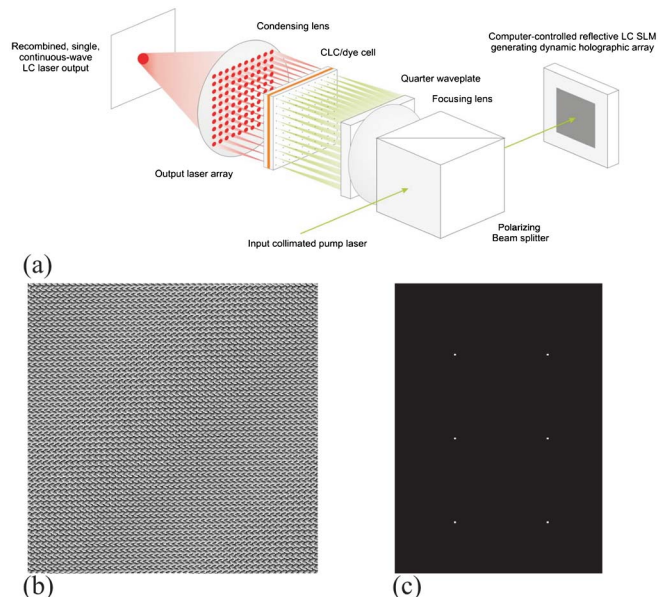 Condensing lens
Computer-controlled reflective LC SLM
generating dynamic holographic array
Recombined, single,
continuous-wave
LC laser output
CLC/dye cell
Quarter waveplate
Focusing lens
Output laser array
Input collimated pump laser
Polarizing
Beam splitter
(a)
(b)
(c)